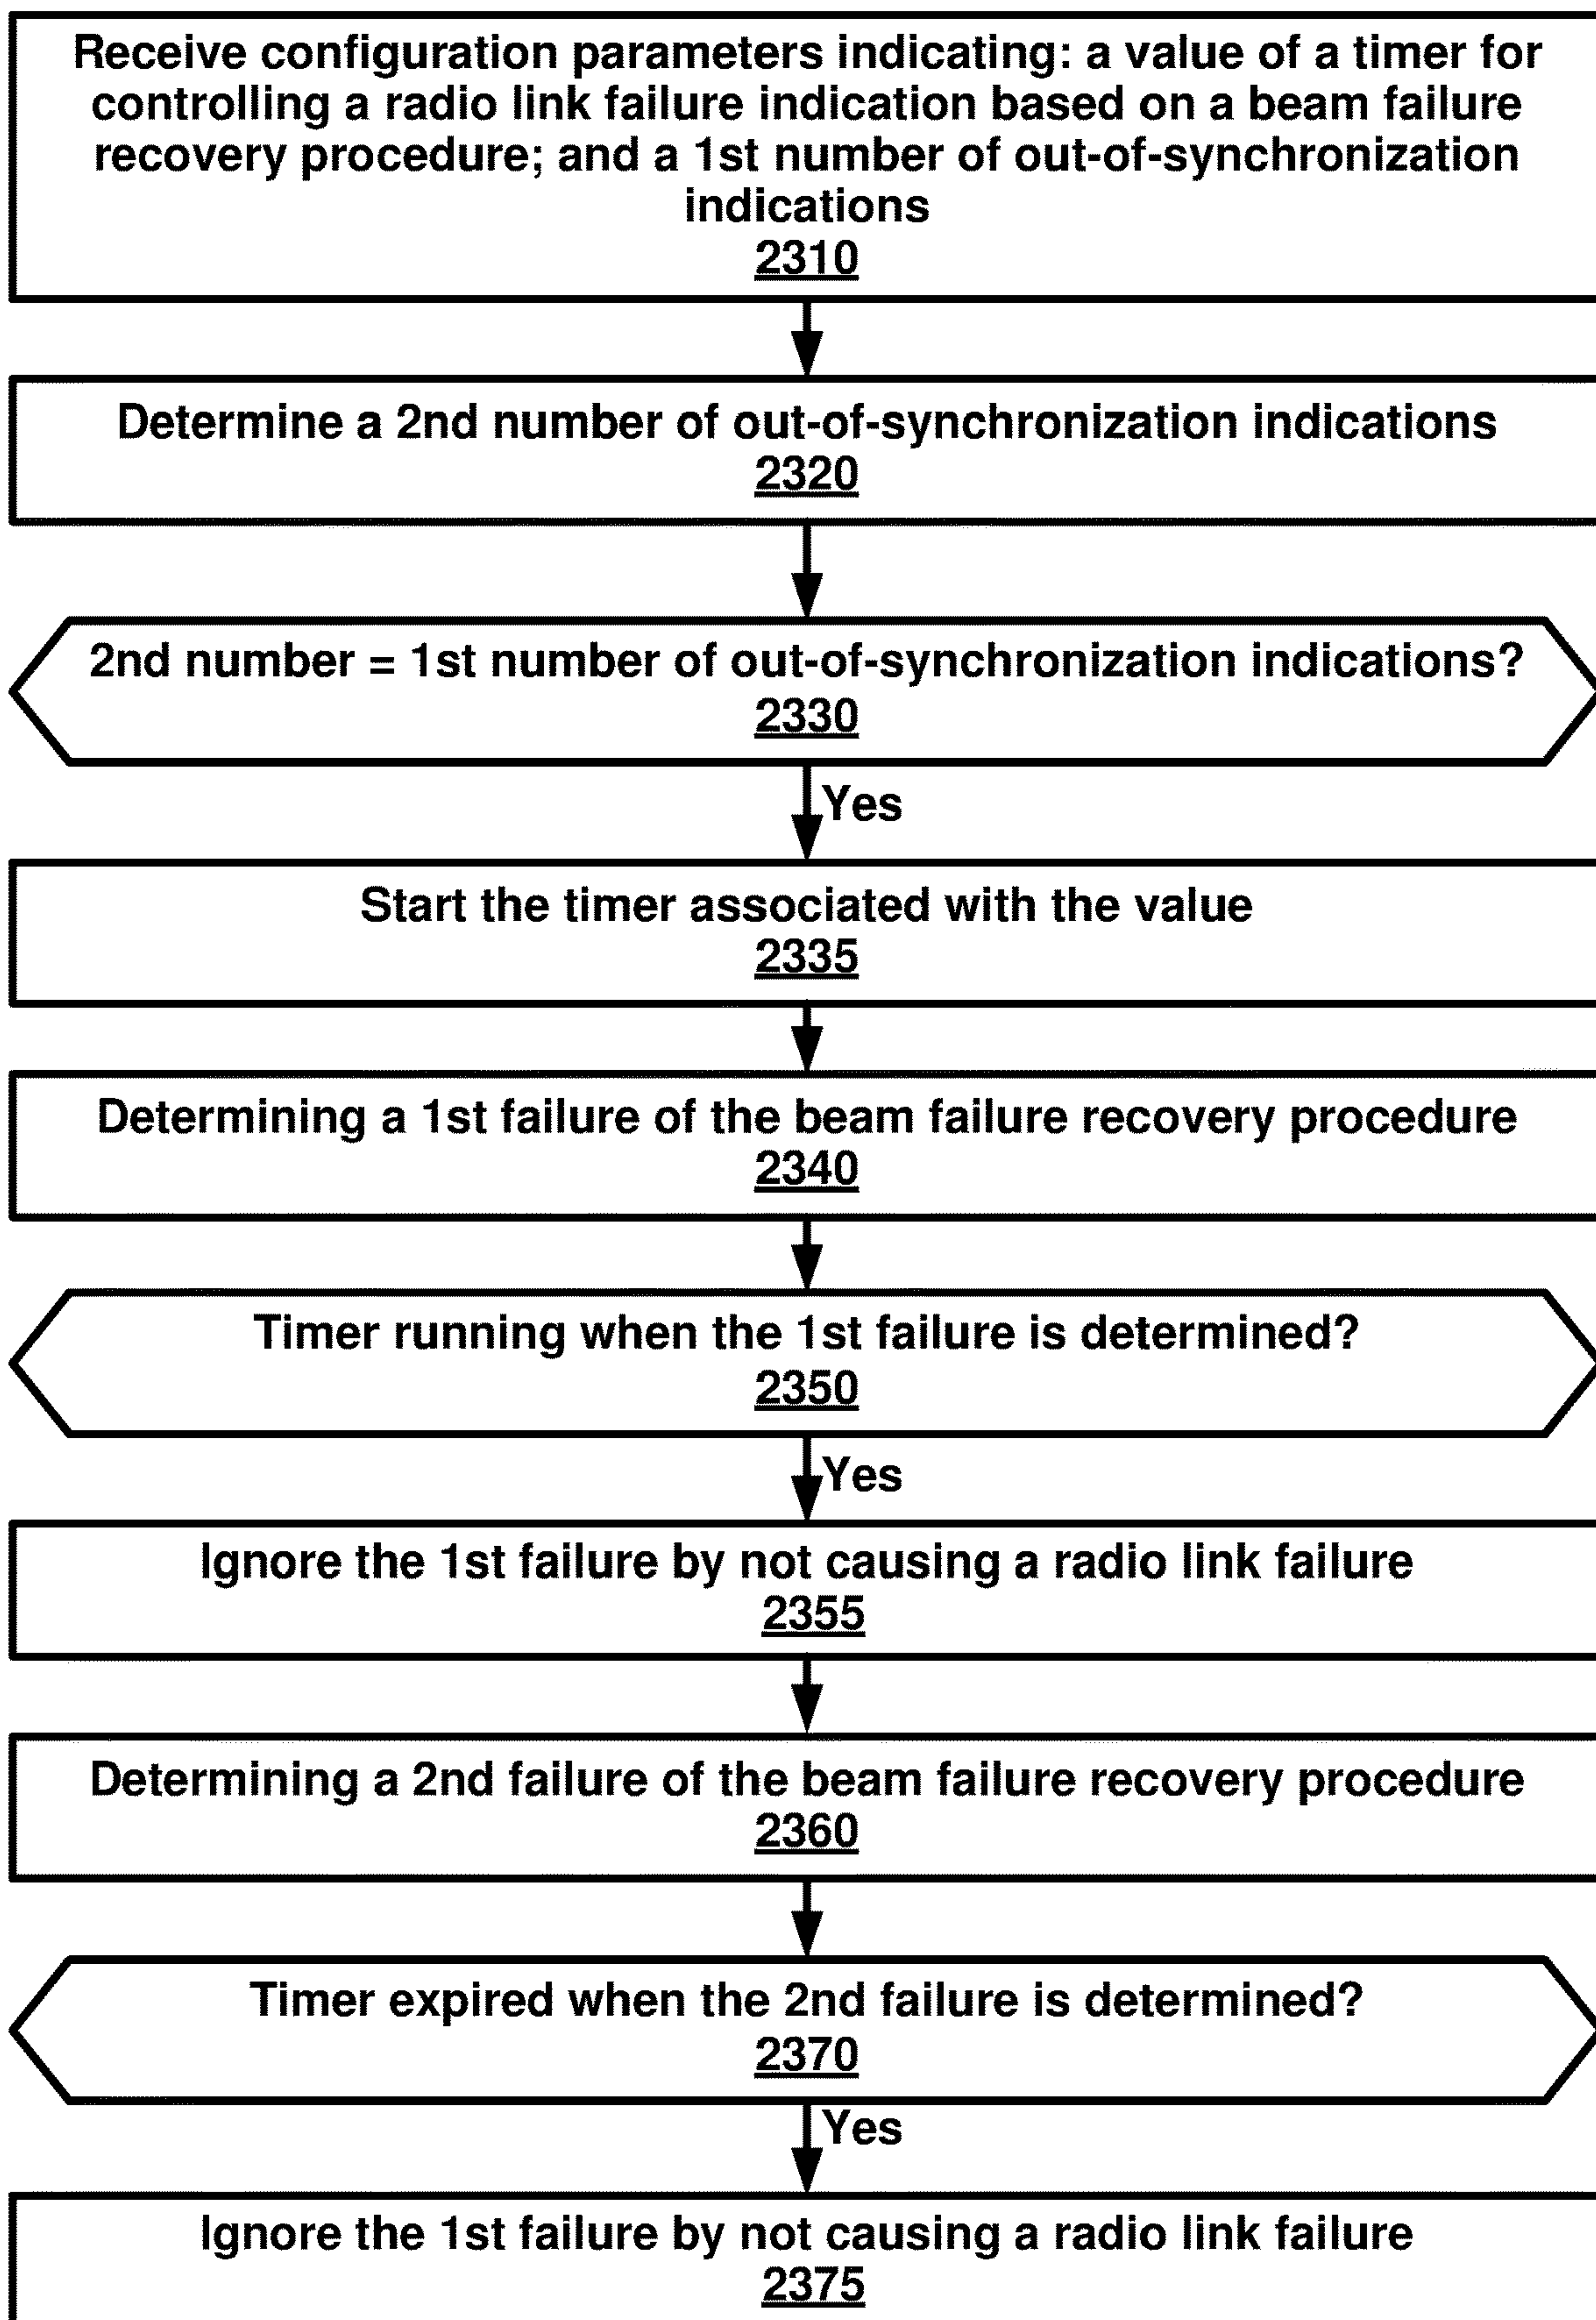 Receive configuration parameters indicating: a value of a timer for
controlling a radio link failure indication based on a beam failure
recovery procedure; and a 1st number of out-of-synchronization
indications
2310
Determine a 2nd number of out-of-synchronization indications
2320
2nd number = 1st number of out-of-synchronization indications?
2330
Yes
Start the timer associated with the value
2335
Determining a 1st failure of the beam failure recovery procedure
2340
Timer running when the 1st failure is determined?
2350
Yes
Ignore the 1st failure by not causing a radio link failure
2355
Determining a 2nd failure of the beam failure recovery procedure
2360
Timer expired when the 2nd failure is determined?
2370
Yes
Ignore the 1st failure by not causing a radio link failure
2375